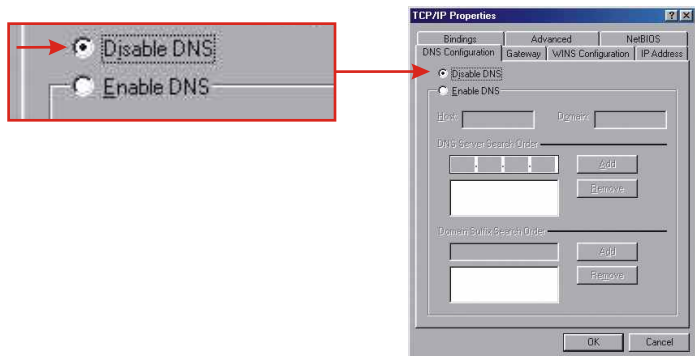 Disable DNS
Enable DNS
TCP/IP Properties
Bindings Advanced NetBIOS
DNS Configuration Gateway WINS Configuration IP Address
Disable DNS
Enable DNS
Host: Domain:
DNS Server Search Order
Add
Remove
Domain Suffix Search Order
Add
Remove
OK Cancel